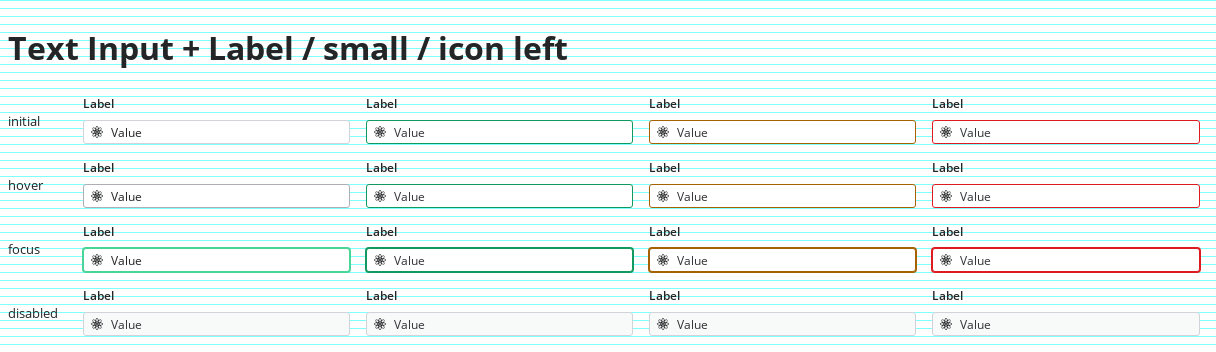 Text Input + Label / small / icon left
Label Label Label Label
initial Value Value Value Value
Label Label Label Label
hover Value Value Value Value
Label Label Label Label
focus Value Value Value Value
Label Label Label Label
disabled Value Value Value Value